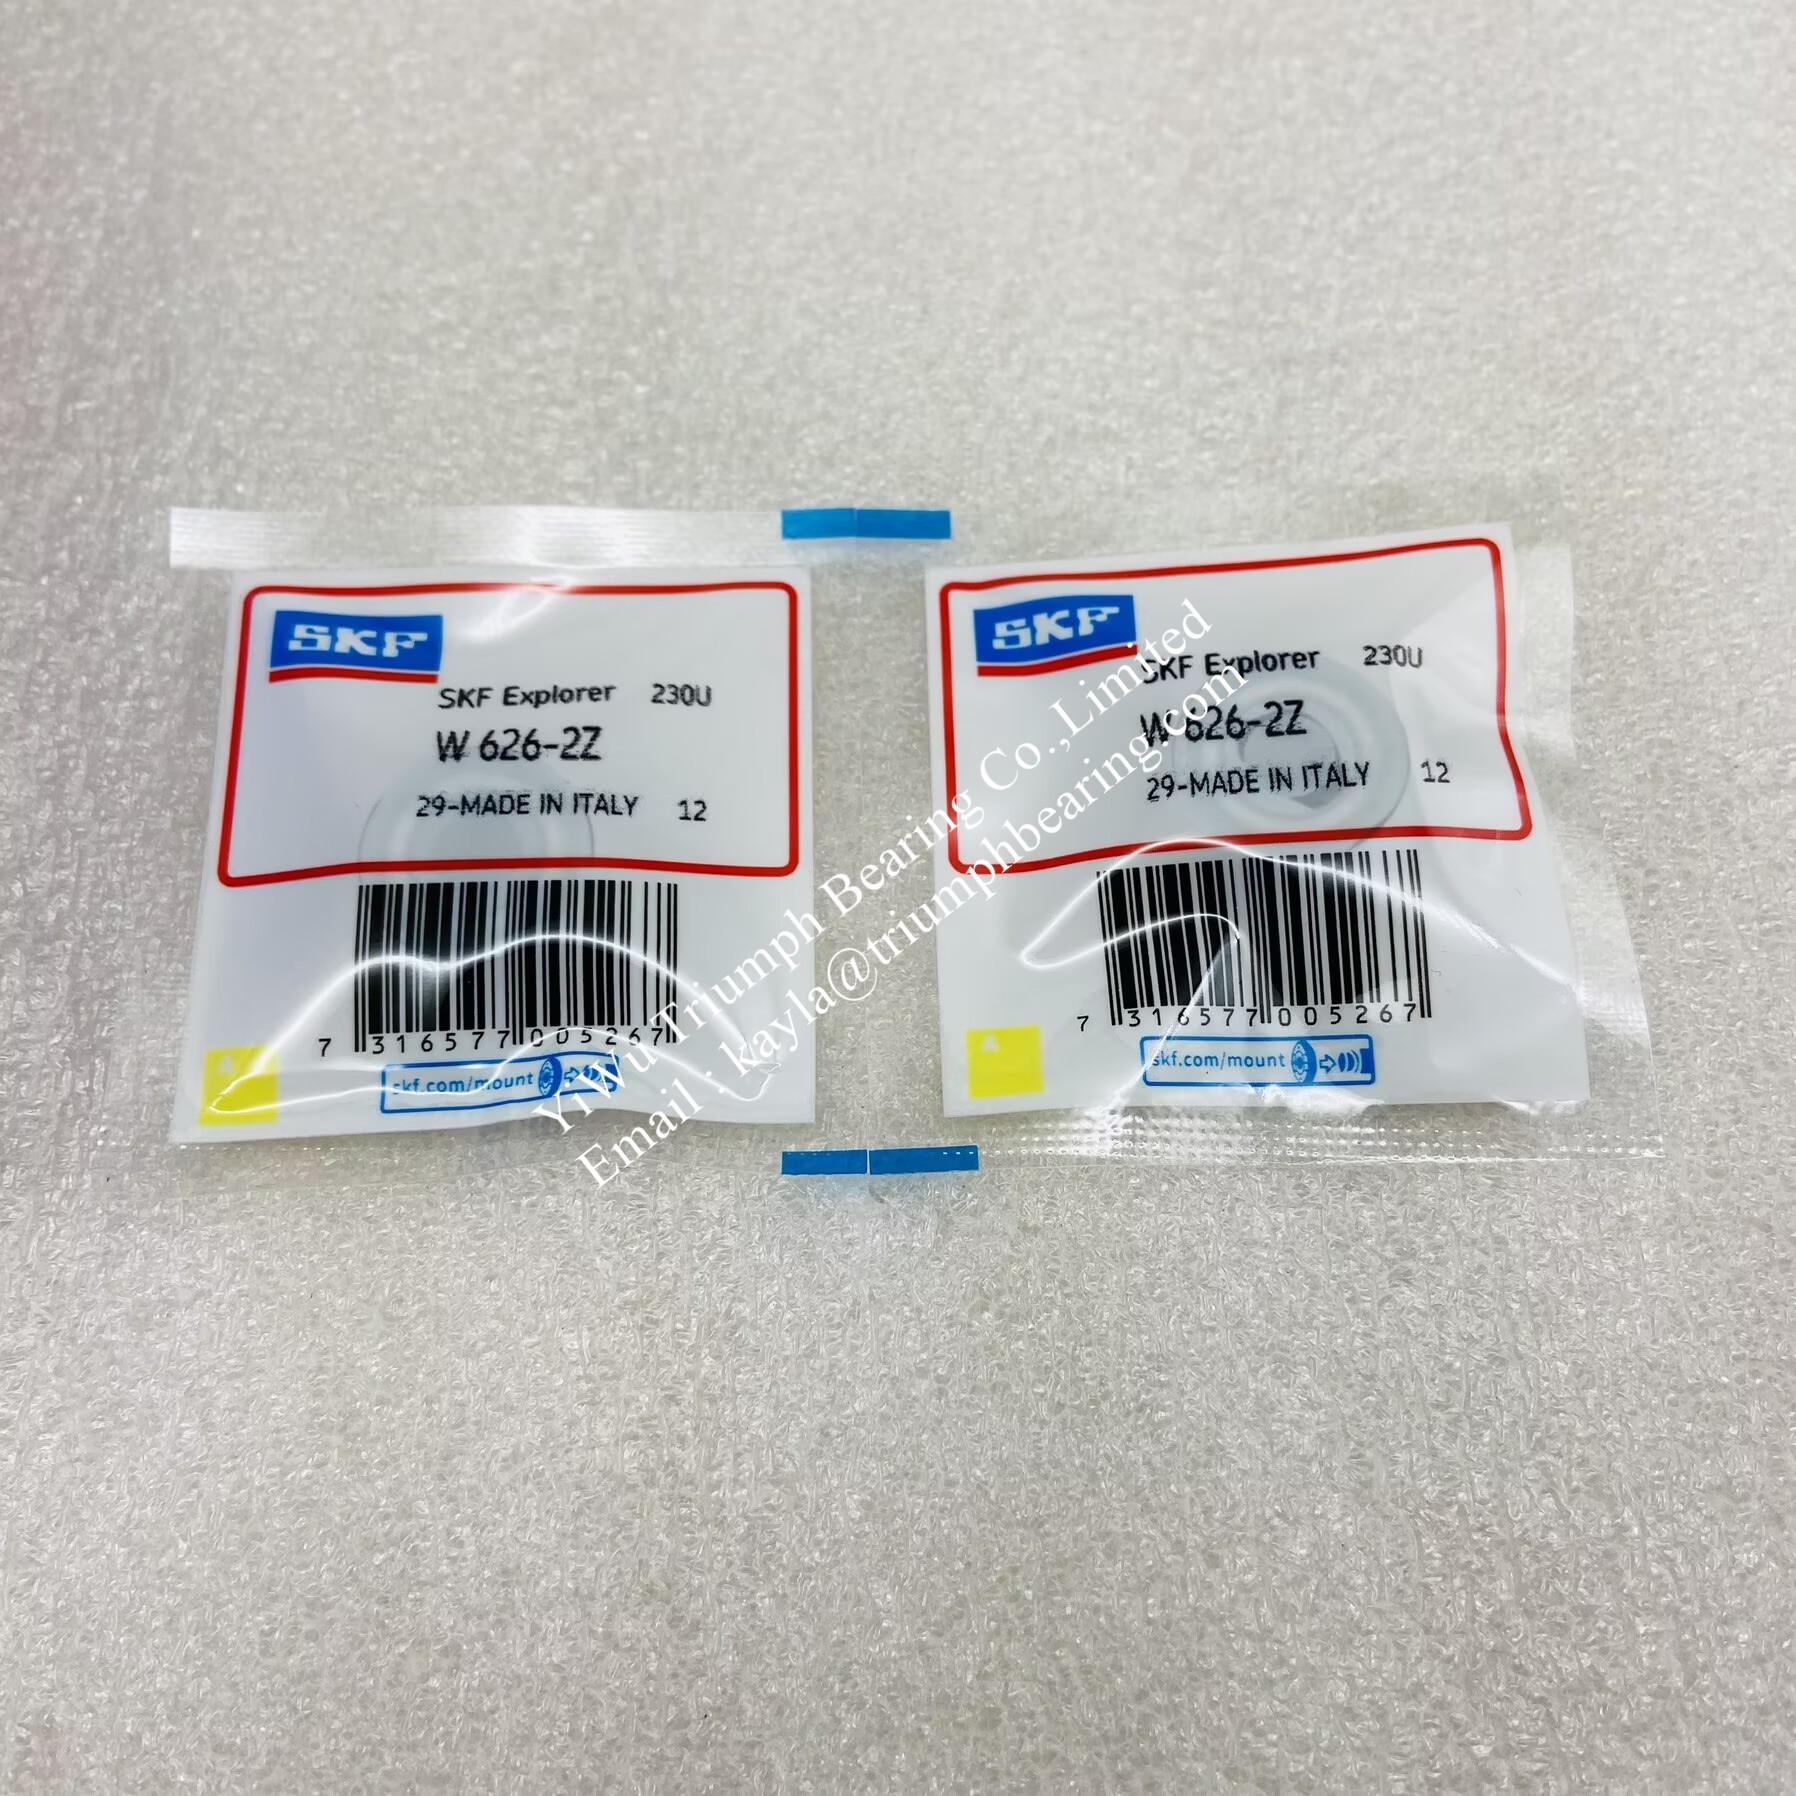 SKF
SKF Explorer 230U
W 626-2Z
29-MADE IN ITALY 12
7 316577 005267
A
skf.com/mount
SKF
SKF Explorer 230U
W 626-2Z
29-MADE IN ITALY 12
7 316577 005267
A
skf.com/mount
YiWu Triumph Bearing Co.,Limited
Email : kayla@triumphbearing.com